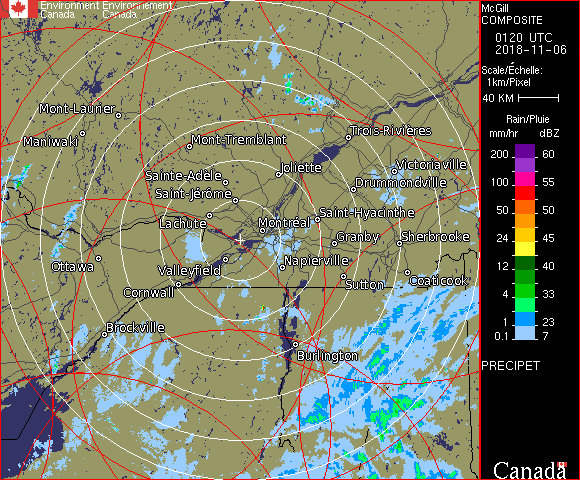 Environment Environnement
Canada Canada
Mont-Laurier
Maniwaki
Mont-Tremblant
Trois-Rivières
Sainte-Adèle
Joliette
Victoriaville
Saint-Jérôme
Drummondville
Lachute
Montréal
Saint-Hyacinthe
Granby
Sherbrooke
Ottawa
Valleyfield
Napierville
Cornwall
Sutton
Coaticook
Brockville
Burlington
McGill
COMPOSITE
0120 UTC
2018-11-06
Scale/Échelle:
1km/Pixel
40 KM
Rain/Pluie
mm/hr dBZ
200 60
150 57
100 55
50 50
24 45
12 40
4 33
1 23
0.1 7
PRECIPET
Canada